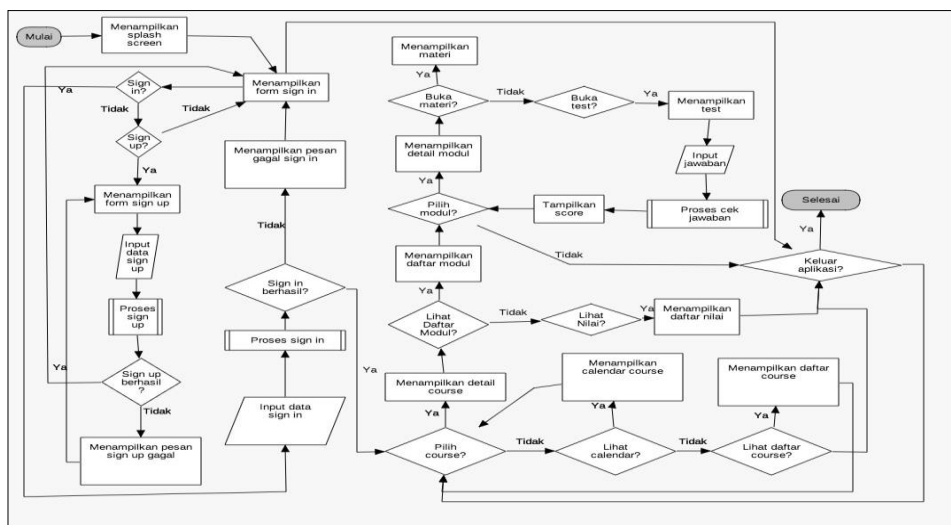 Mulai
Menampilkan
splash
screen
Menampilkan
form sign in
Ya
Sign
in?
Tidak
Tidak
Sign
up?
Ya
Menampilkan
form sign up
Input
data
sign
up
Proses
sign
up
Ya
Sign up
berhasil
?
Tidak
Menampilkan pesan
sign up gagal
Menampilkan pesan
gagal sign in
Tidak
Sign in
berhasil?
Proses sign in
Input data
sign in
Ya
Menampilkan
materi
Ya
Buka
materi?
Tidak
Buka
test?
Ya
Menampilkan
test
Menampilkan
detail modul
Input
jawaban
Ya
Pilih
modul?
Tampilkan
score
Proses cek
jawaban
Selesai
Ya
Tidak
Keluar
aplikasi?
Menampilkan
daftar modul
Ya
Lihat
Daftar
Modul?
Tidak
Lihat
Nilai?
Ya
Menampilkan
daftar nilai
Menampilkan detail
course
Menampilkan
calendar course
Menampilkan daftar
course
Ya
Ya
Ya
Pilih
course?
Tidak
Lihat
calendar?
Tidak
Lihat daftar
course?